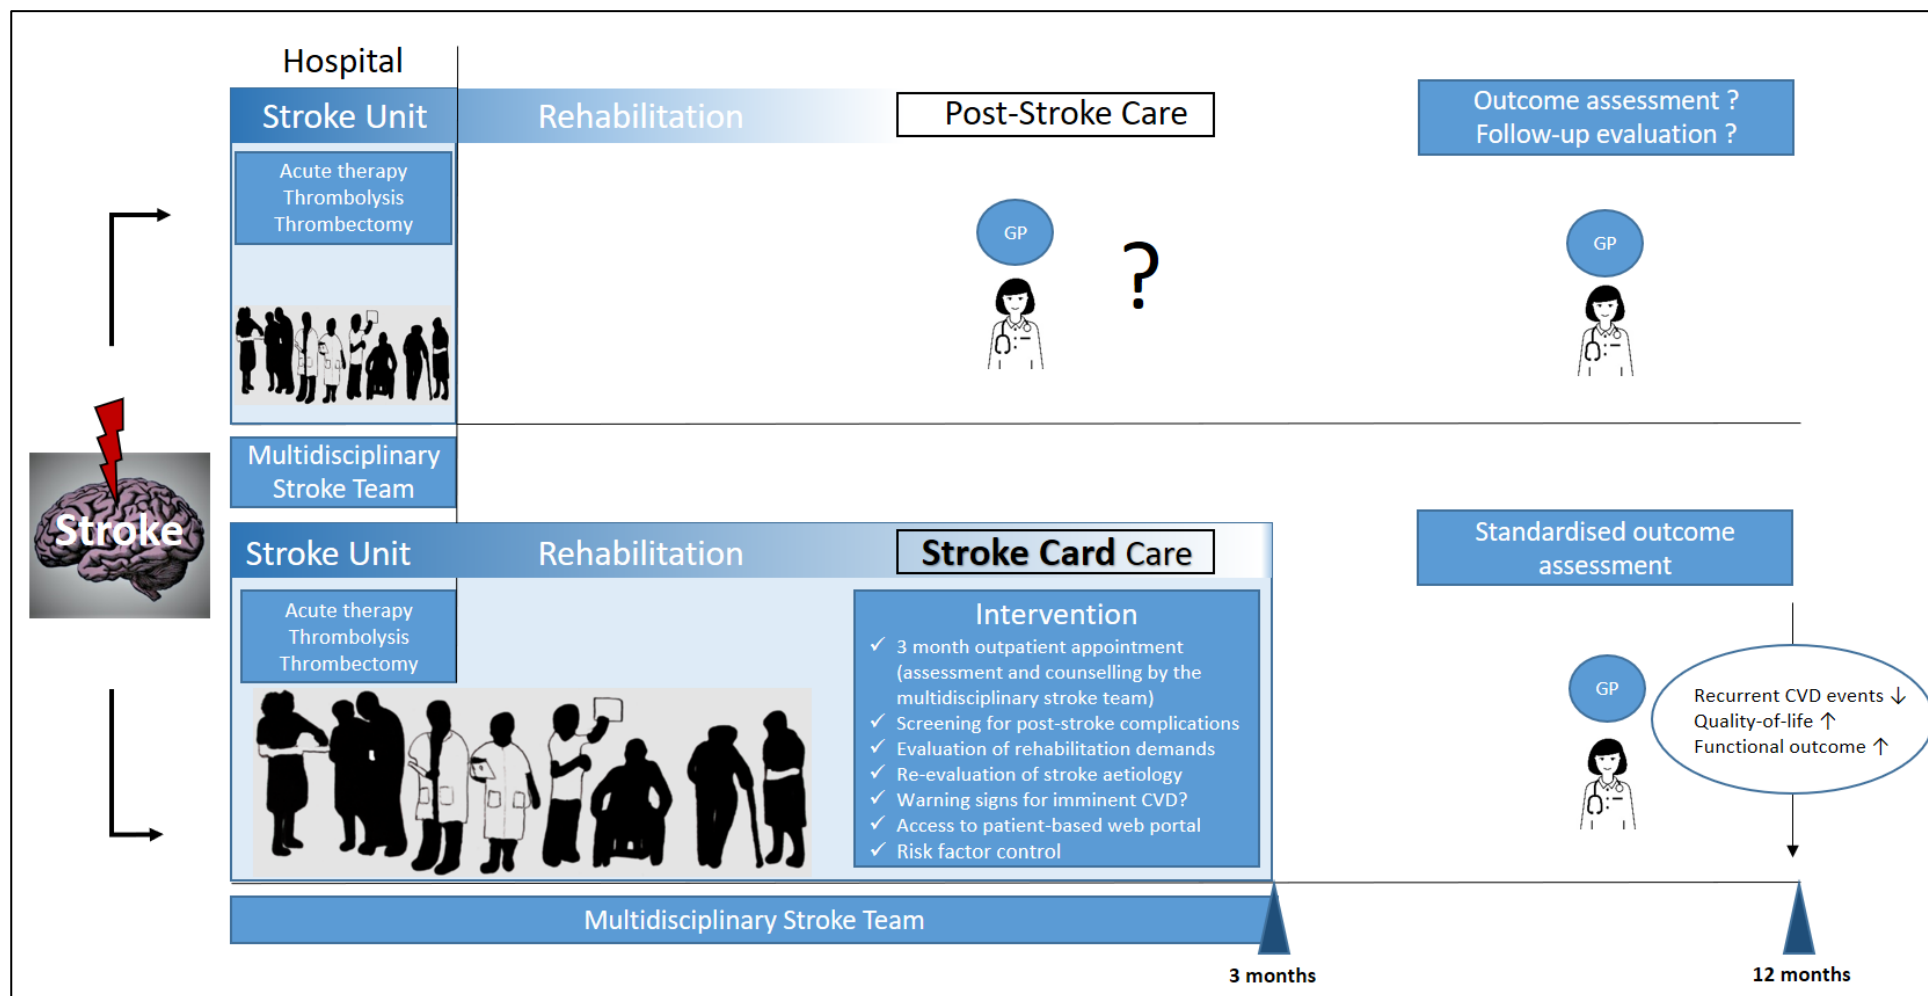 Hospital
Stroke Unit
Rehabilitation
Post-Stroke Care
Outcome assessment ?
Follow-up evaluation ?
Acute therapy
Thrombolysis
Thrombectomy
GP
?
GP
Multidisciplinary
Stroke Team
Stroke
Stroke Unit
Rehabilitation
Stroke Card Care
Standardised outcome
assessment
Acute therapy
Thrombolysis
Thrombectomy
Intervention
✓ 3 month outpatient appointment
(assessment and counselling by the
multidisciplinary stroke team)
✓ Screening for post-stroke complications
✓ Evaluation of rehabilitation demands
✓ Re-evaluation of stroke aetiology
✓ Warning signs for imminent CVD?
✓ Access to patient-based web portal
✓ Risk factor control
GP
Recurrent CVD events ↓
Quality-of-life ↑
Functional outcome ↑
Multidisciplinary Stroke Team
3 months
12 months